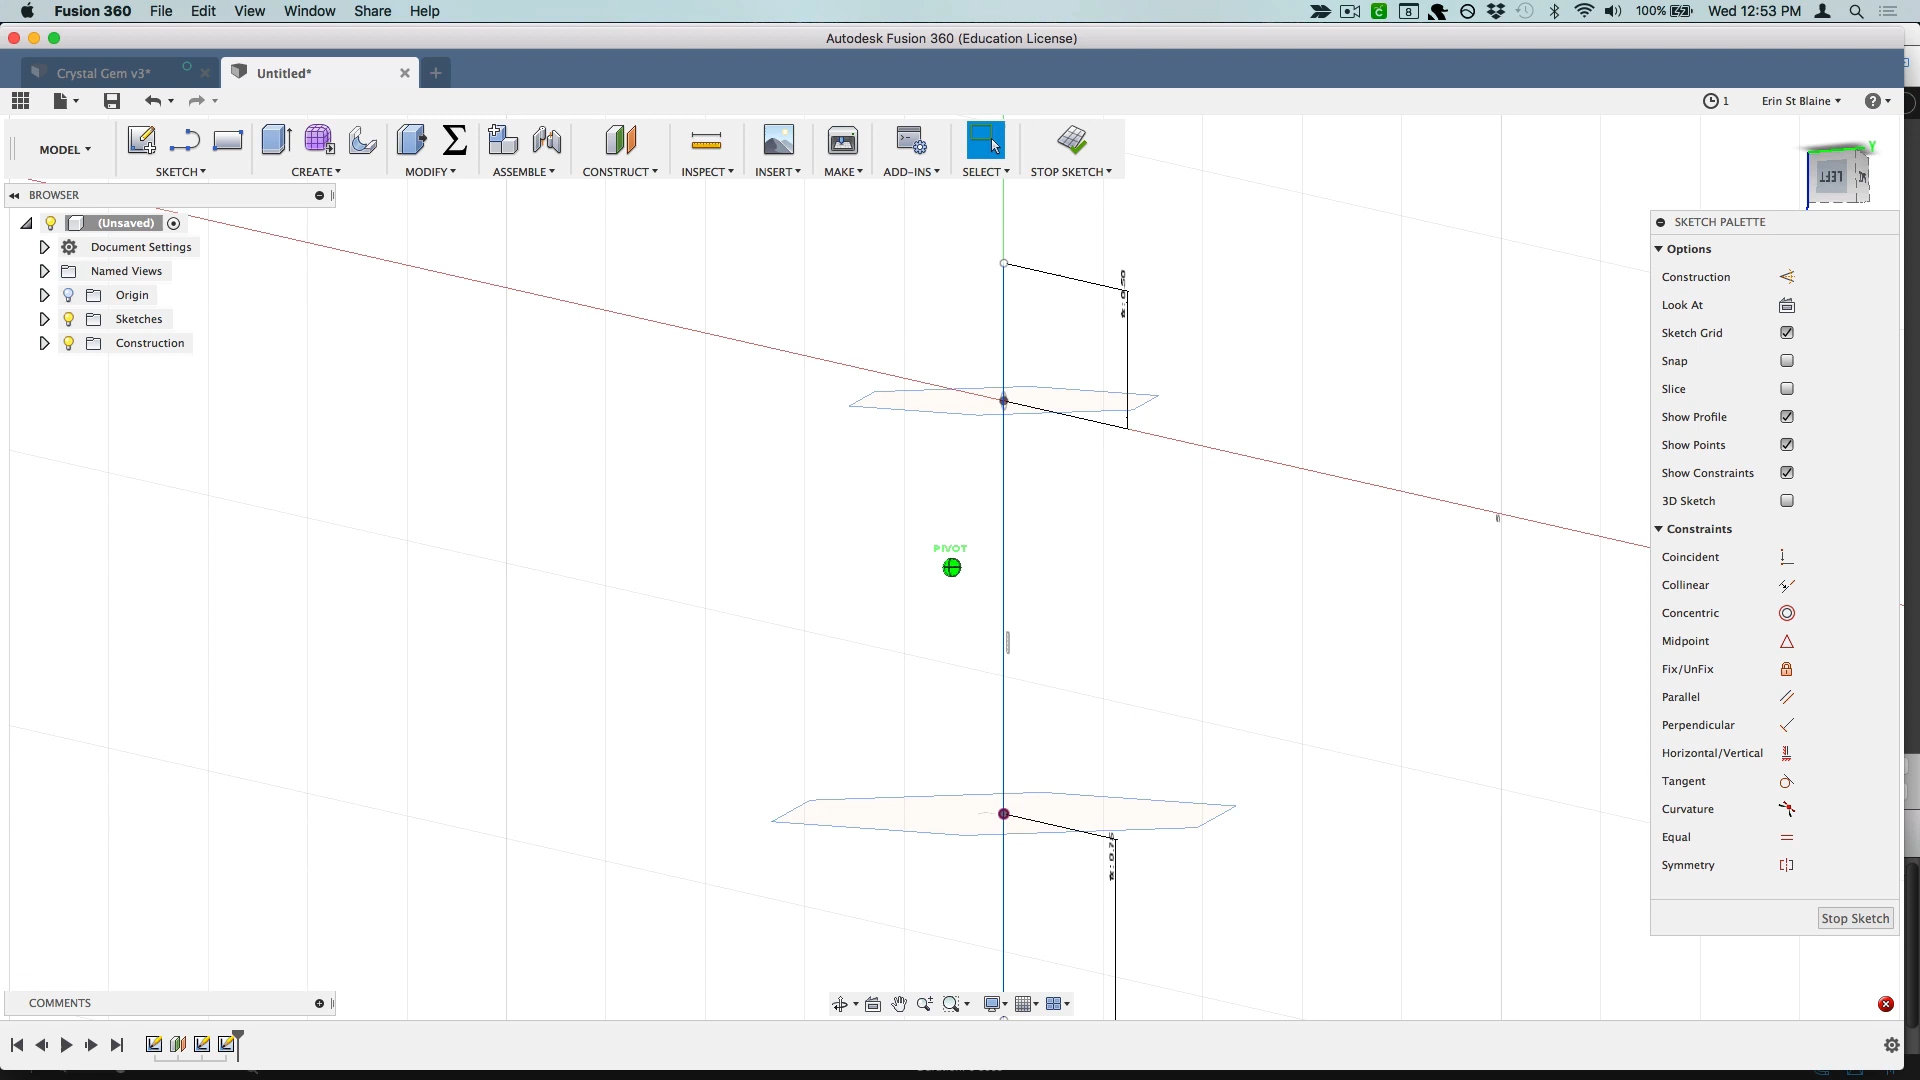 Fusion 360 File Edit View Window Share Help 8 100% Wed 12:53 PM
Autodesk Fusion 360 (Education License)
Crystal Gem v3* Untitled*
1 Erin St Blaine
MODEL SKETCH CREATE MODIFY ASSEMBLE CONSTRUCT INSPECT INSERT MAKE ADD-INS SELECT STOP SKETCH
Y
LEFT
BROWSER
(Unsaved)
Document Settings
Named Views
Origin
Sketches
Construction
SKETCH PALETTE
Options
Construction
Look At
Sketch Grid
Snap
Slice
Show Profile
Show Points
Show Constraints
3D Sketch
Constraints
Coincident
Collinear
Concentric
Midpoint
Fix/UnFix
Parallel
Perpendicular
Horizontal/Vertical
Tangent
Curvature
Equal
Symmetry
Stop Sketch
PIVOT
COMMENTS